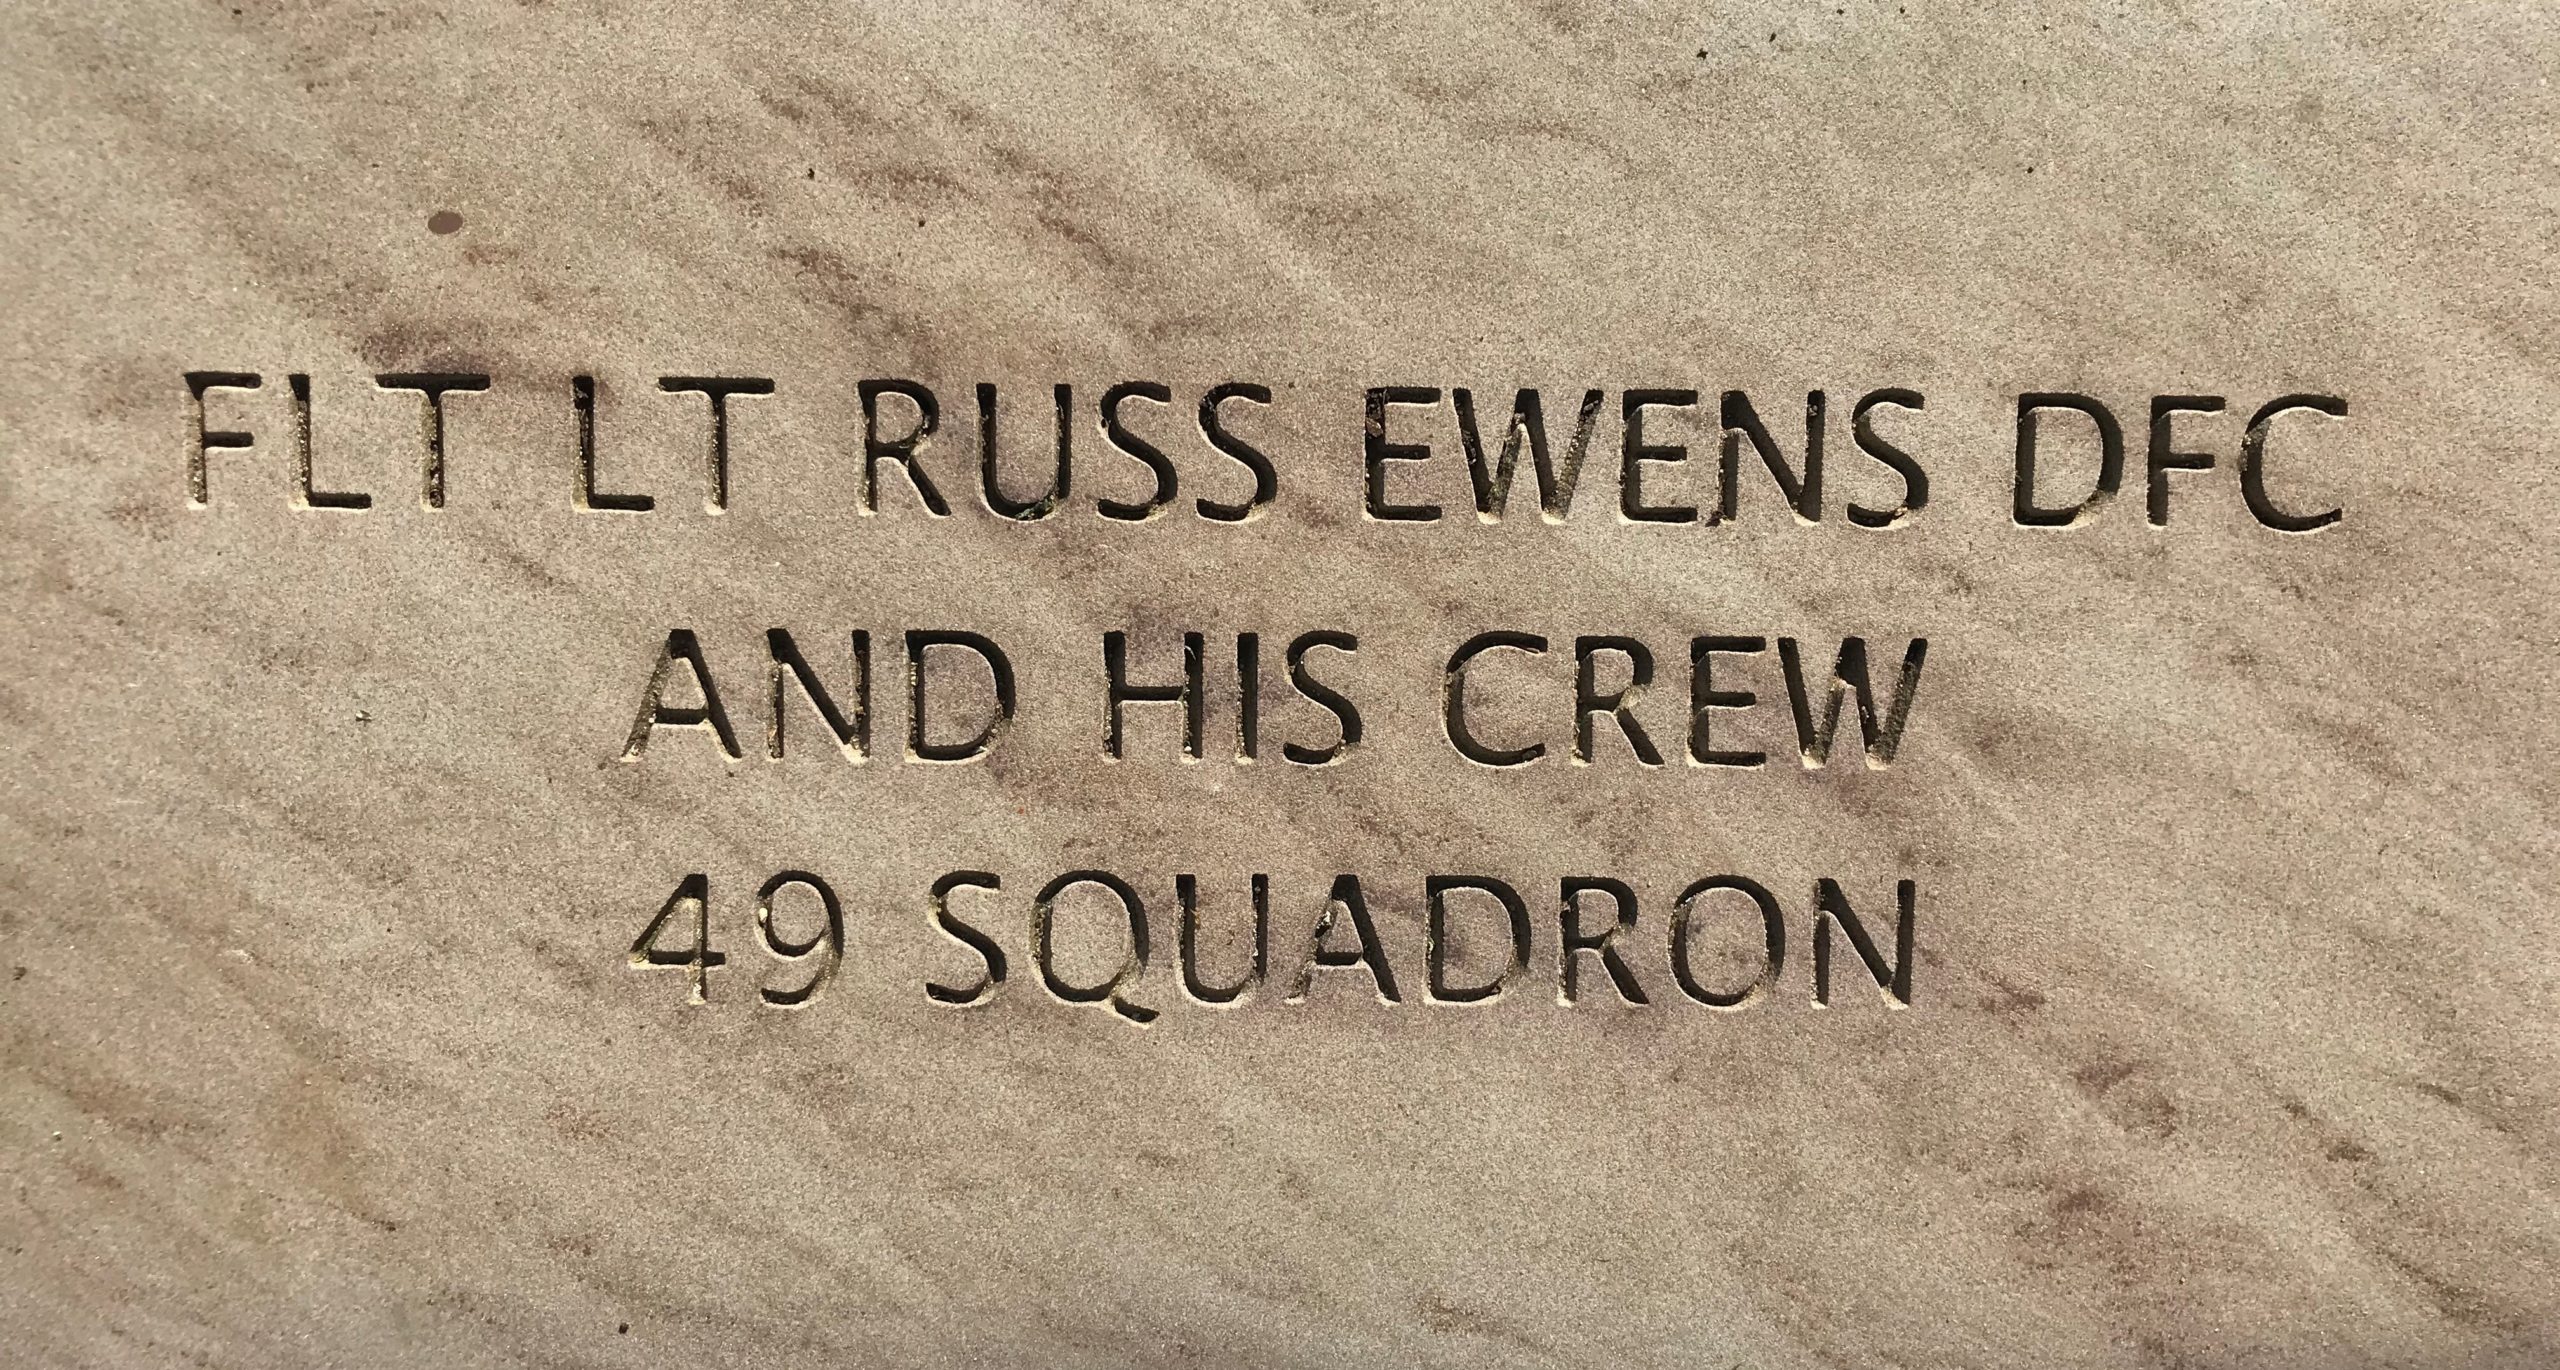 FLT LT RUSS EWENS DFC
AND HIS CREW
49 SQUADRON